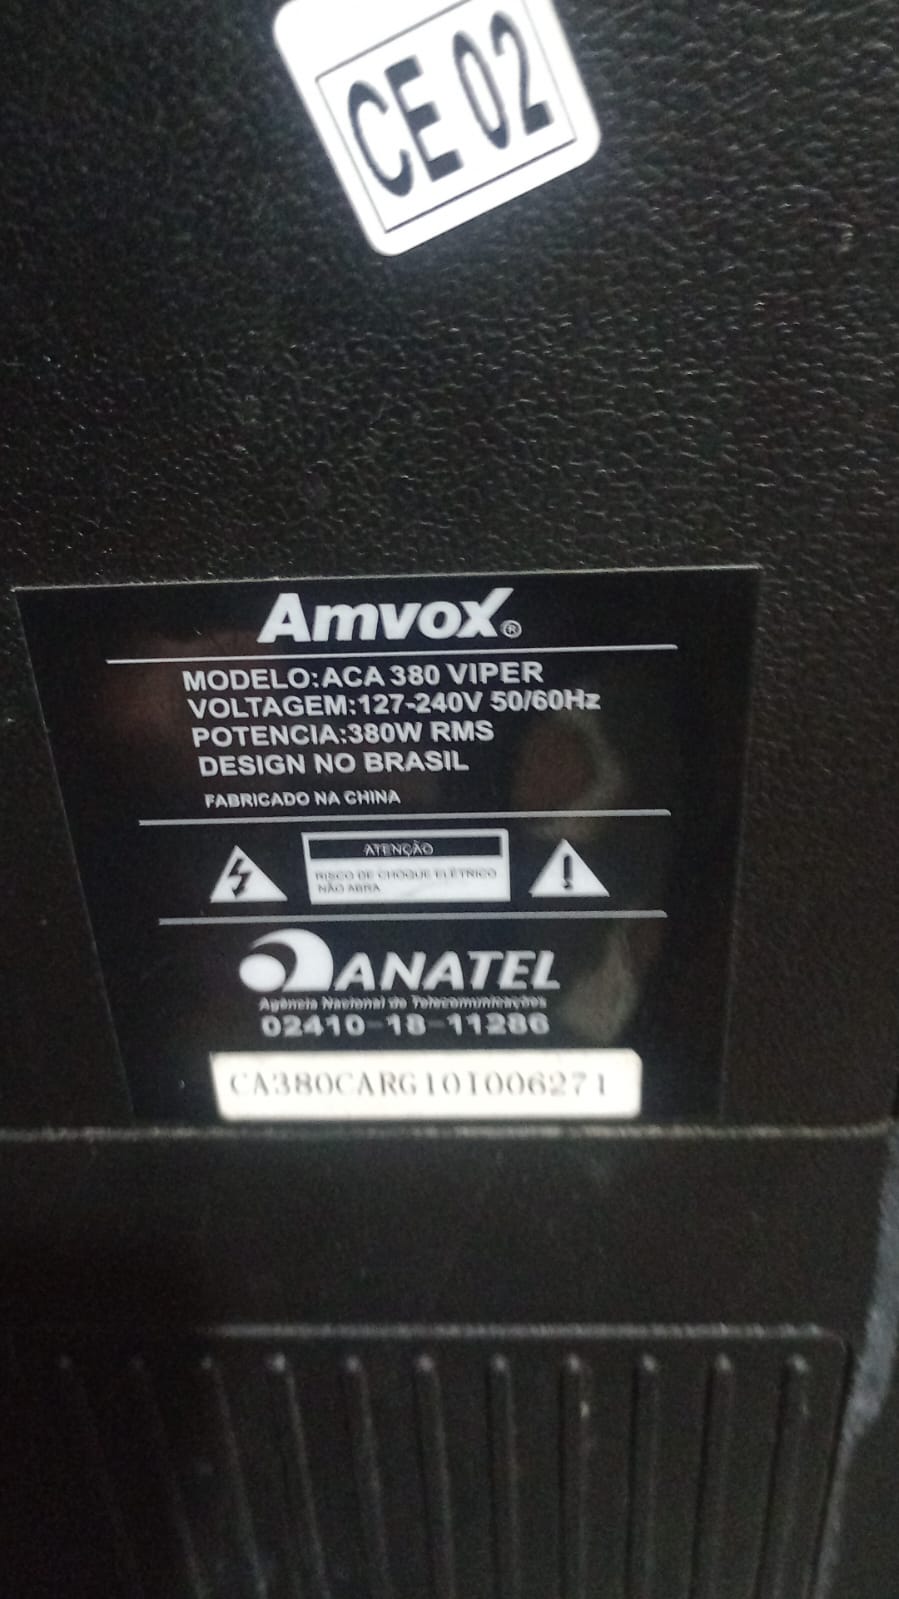 CE 02
Amvox®
MODELO:ACA 380 VIPER
VOLTAGEM:127-240V 50/60Hz
POTENCIA:380W RMS
DESIGN NO BRASIL
FABRICADO NA CHINA
ATENÇÃO
RISCO DE CHOQUE ELÉTRICO
NÃO ABRA
ANATEL
Agência Nacional de Telecomunicações
02410-18-11286
CA380CARG10I006271